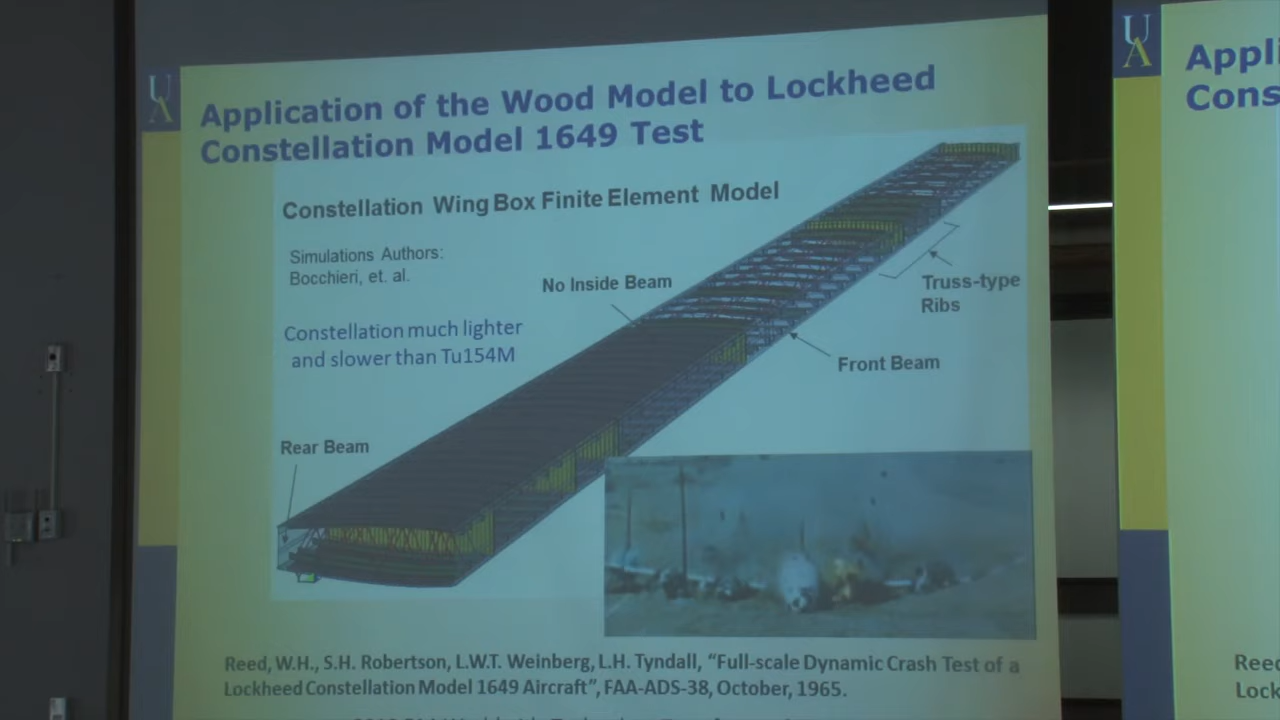 UA
Application of the Wood Model to Lockheed
Constellation Model 1649 Test
Constellation Wing Box Finite Element Model
Simulations Authors:
Bocchieri, et. al.
No Inside Beam
Truss-type
Ribs
Constellation much lighter
and slower than Tu154M
Front Beam
Rear Beam
Reed, W.H., S.H. Robertson, L.W.T. Weinberg, L.H. Tyndall, “Full-scale Dynamic Crash Test of a
Lockheed Constellation Model 1649 Aircraft”, FAA-ADS-38, October, 1965.
UA
Appli
Cons
Reed
Lock